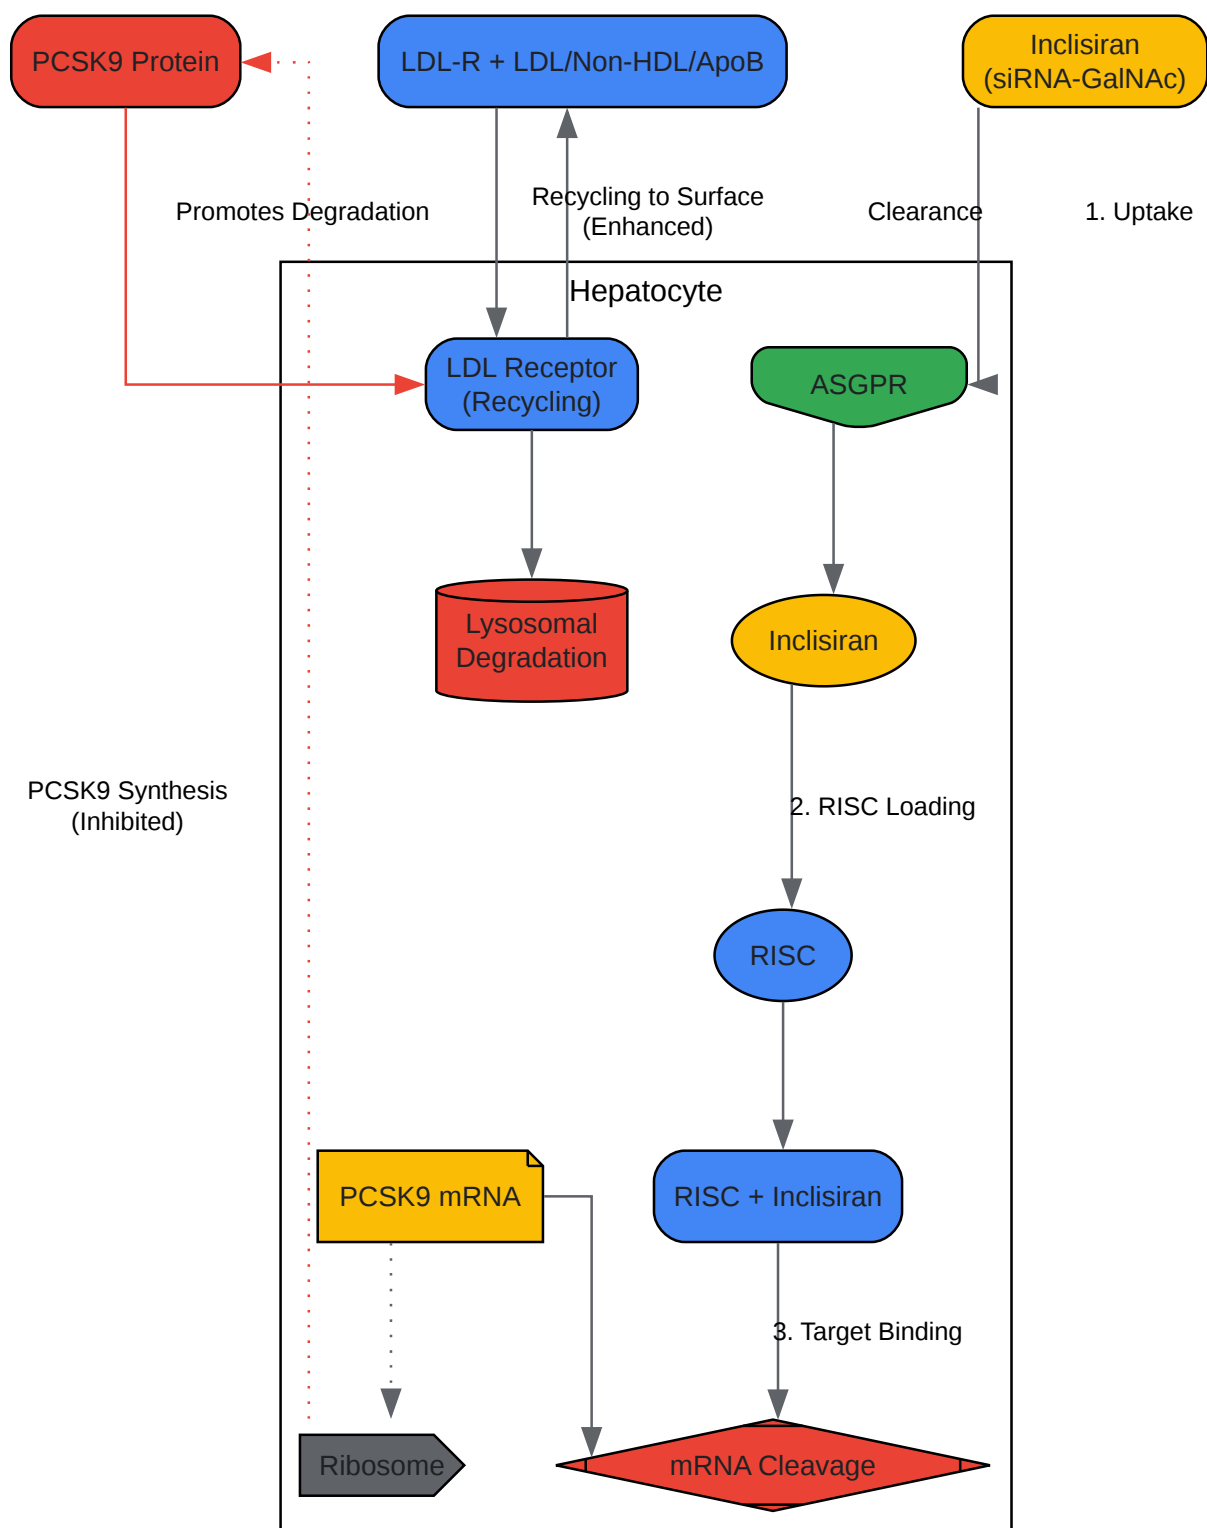 PCSK9 Protein
LDL-R + LDL/Non-HDL/ApoB
Inclisiran
(siRNA-GalNAc)
Promotes Degradation
Recycling to Surface
(Enhanced)
Clearance
1. Uptake
Hepatocyte
LDL Receptor
(Recycling)
ASGPR
Lysosomal
Degradation
Inclisiran
PCSK9 Synthesis
(Inhibited)
2. RISC Loading
RISC
PCSK9 mRNA
RISC + Inclisiran
3. Target Binding
Ribosome
mRNA Cleavage